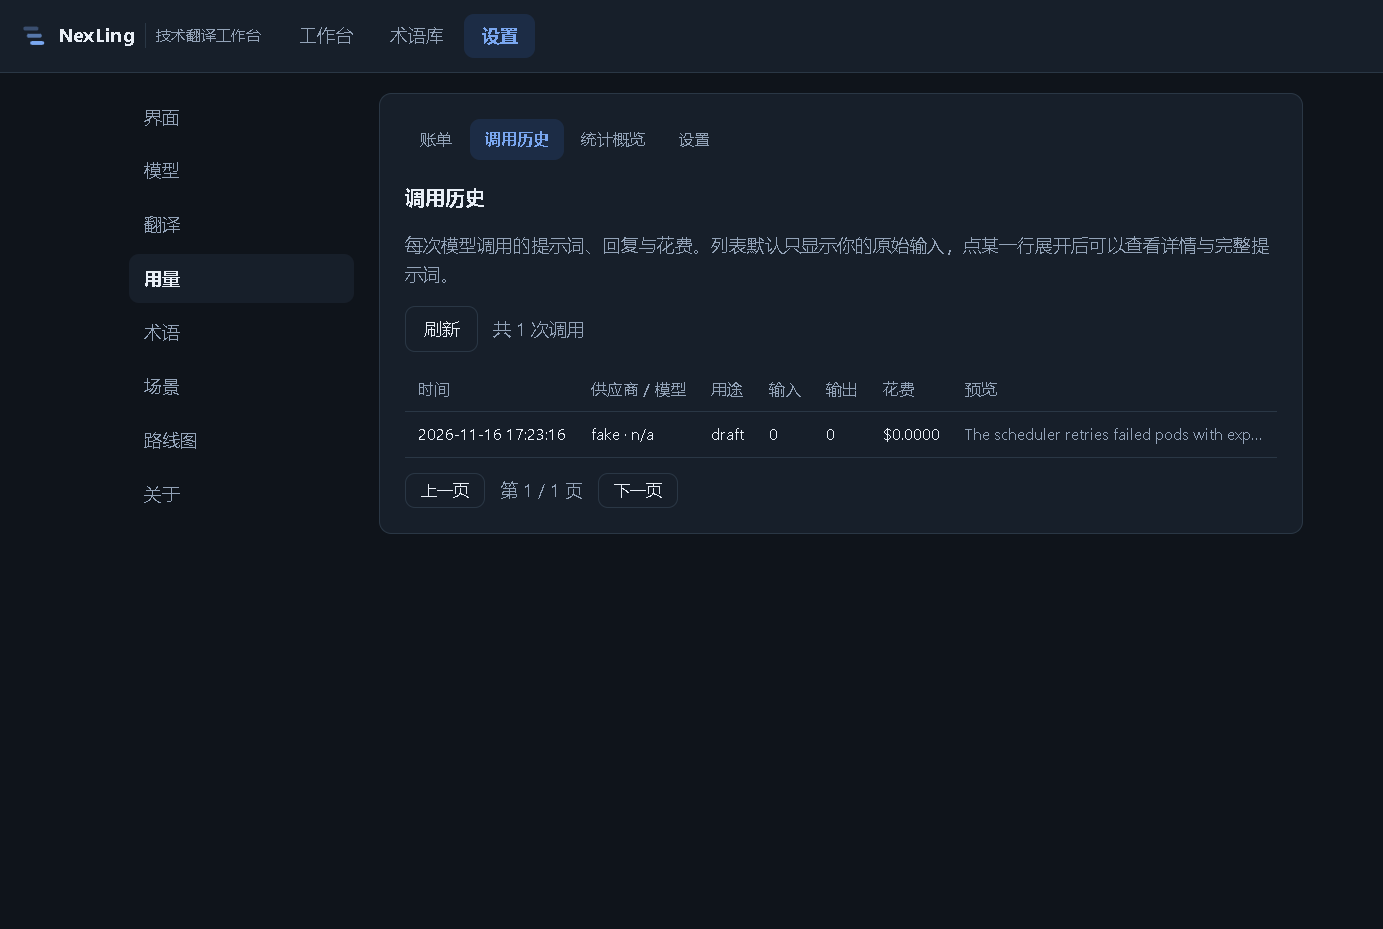 NexLing 技术翻译工作台 工作台 术语库 设置
界面
模型
翻译
用量
术语
场景
路线图
关于
账单 调用历史 统计概览 设置
调用历史
每次模型调用的提示词、回复与花费。列表默认只显示你的原始输入，点某一行展开后可以查看详情与完整提
示词。
刷新 共 1 次调用
时间 供应商 / 模型 用途 输入 输出 花费 预览
2026-11-16 17:23:16 fake · n/a draft 0 0 $0.0000 The scheduler retries failed pods with exp...
上一页 第 1 / 1 页 下一页